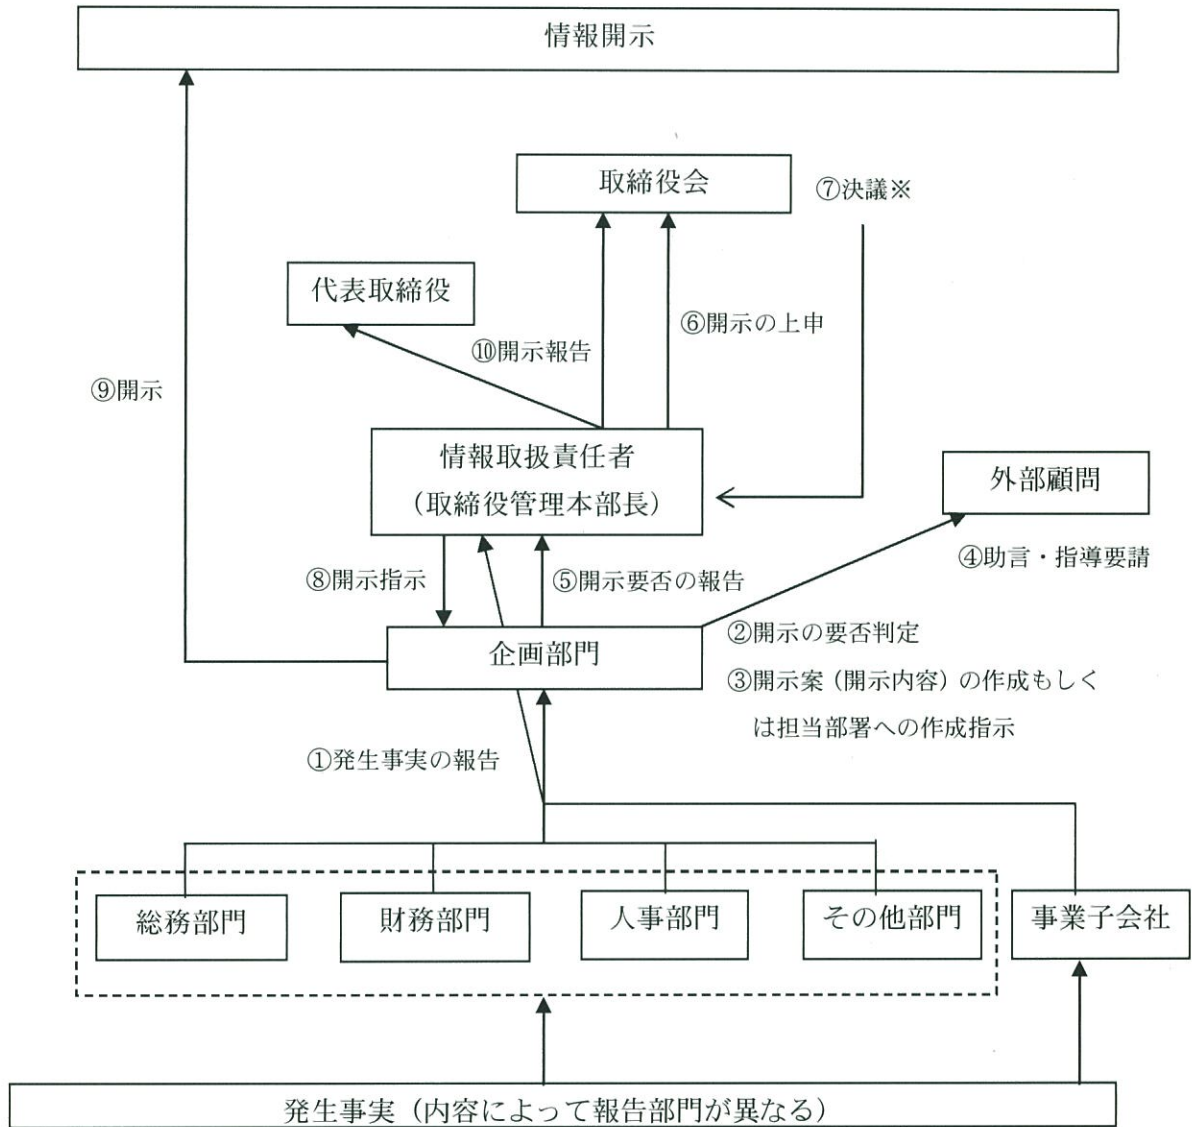 情報開示
取締役会
⑦決議※
代表取締役
⑥開示の上申
⑩開示報告
⑨開示
情報取扱責任者
（取締役管理本部長）
外部顧問
④助言・指導要請
⑧開示指示
⑤開示要否の報告
②開示の要否判定
企画部門
③開示案（開示内容）の作成もしく
は担当部署への作成指示
①発生事実の報告
総務部門
財務部門
人事部門
その他部門
事業子会社
発生事実（内容によって報告部門が異なる）